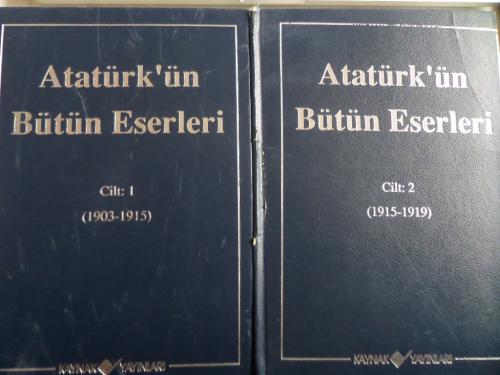 Atatürk'ün
Bütün Eserleri
Cilt: 1
(1903-1915)
KAYNAK YAYINLARI
Atatürk'ün
Bütün Eserleri
Cilt: 2
(1915-1919)
KAYNAK YAYINLARI